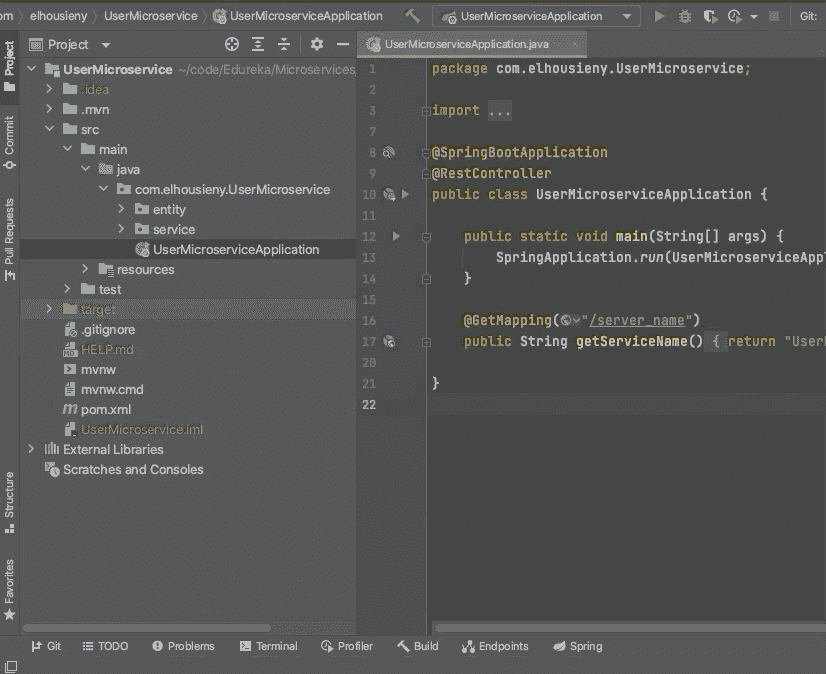 om elhousieny UserMicroservice UserMicroserviceApplication UserMicroserviceApplication Git:
Project
Commit
Pull Requests
Structure
Favorites
Project
UserMicroservice ~/code/Edureka/Microservices
.idea
.mvn
src
main
java
com.elhousieny.UserMicroservice
entity
service
UserMicroserviceApplication
resources
test
target
.gitignore
HELP.md
mvnw
mvnw.cmd
pom.xml
UserMicroservice.iml
External Libraries
Scratches and Consoles
UserMicroserviceApplication.java
1 package com.elhousieny.UserMicroservice;
2
3 import ...
7
8 @SpringBootApplication
9 @RestController
10 public class UserMicroserviceApplication {
11
12 public static void main(String[] args) {
13 SpringApplication.run(UserMicroserviceAppl
14 }
15
16 @GetMapping("/server_name")
17 public String getServiceName() { return "User
20
21 }
22
Git TODO Problems Terminal Profiler Build Endpoints Spring